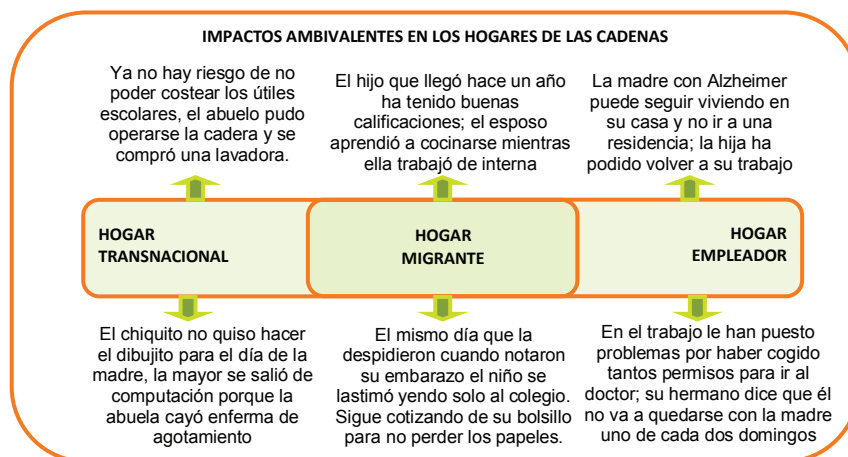 IMPACTOS AMBIVALENTES EN LOS HOGARES DE LAS CADENAS
Ya no hay riesgo de no
poder costear los útiles
escolares, el abuelo pudo
operarse la cadera y se
compró una lavadora.
El hijo que llegó hace un año
ha tenido buenas
calificaciones; el esposo
aprendió a cocinarse mientras
ella trabajó de interna
La madre con Alzheimer
puede seguir viviendo en
su casa y no ir a una
residencia; la hija ha
podido volver a su trabajo
HOGAR
TRANSNACIONAL
HOGAR
MIGRANTE
HOGAR
EMPLEADOR
El chiquito no quiso hacer
el dibujito para el día de la
madre, la mayor se salió de
computación porque la
abuela cayó enferma de
agotamiento
El mismo día que la
despidieron cuando notaron
su embarazo el niño se
lastimó yendo solo al colegio.
Sigue cotizando de su bolsillo
para no perder los papeles.
En el trabajo le han puesto
problemas por haber cogido
tantos permisos para ir al
doctor; su hermano dice que él
no va a quedarse con la madre
uno de cada dos domingos